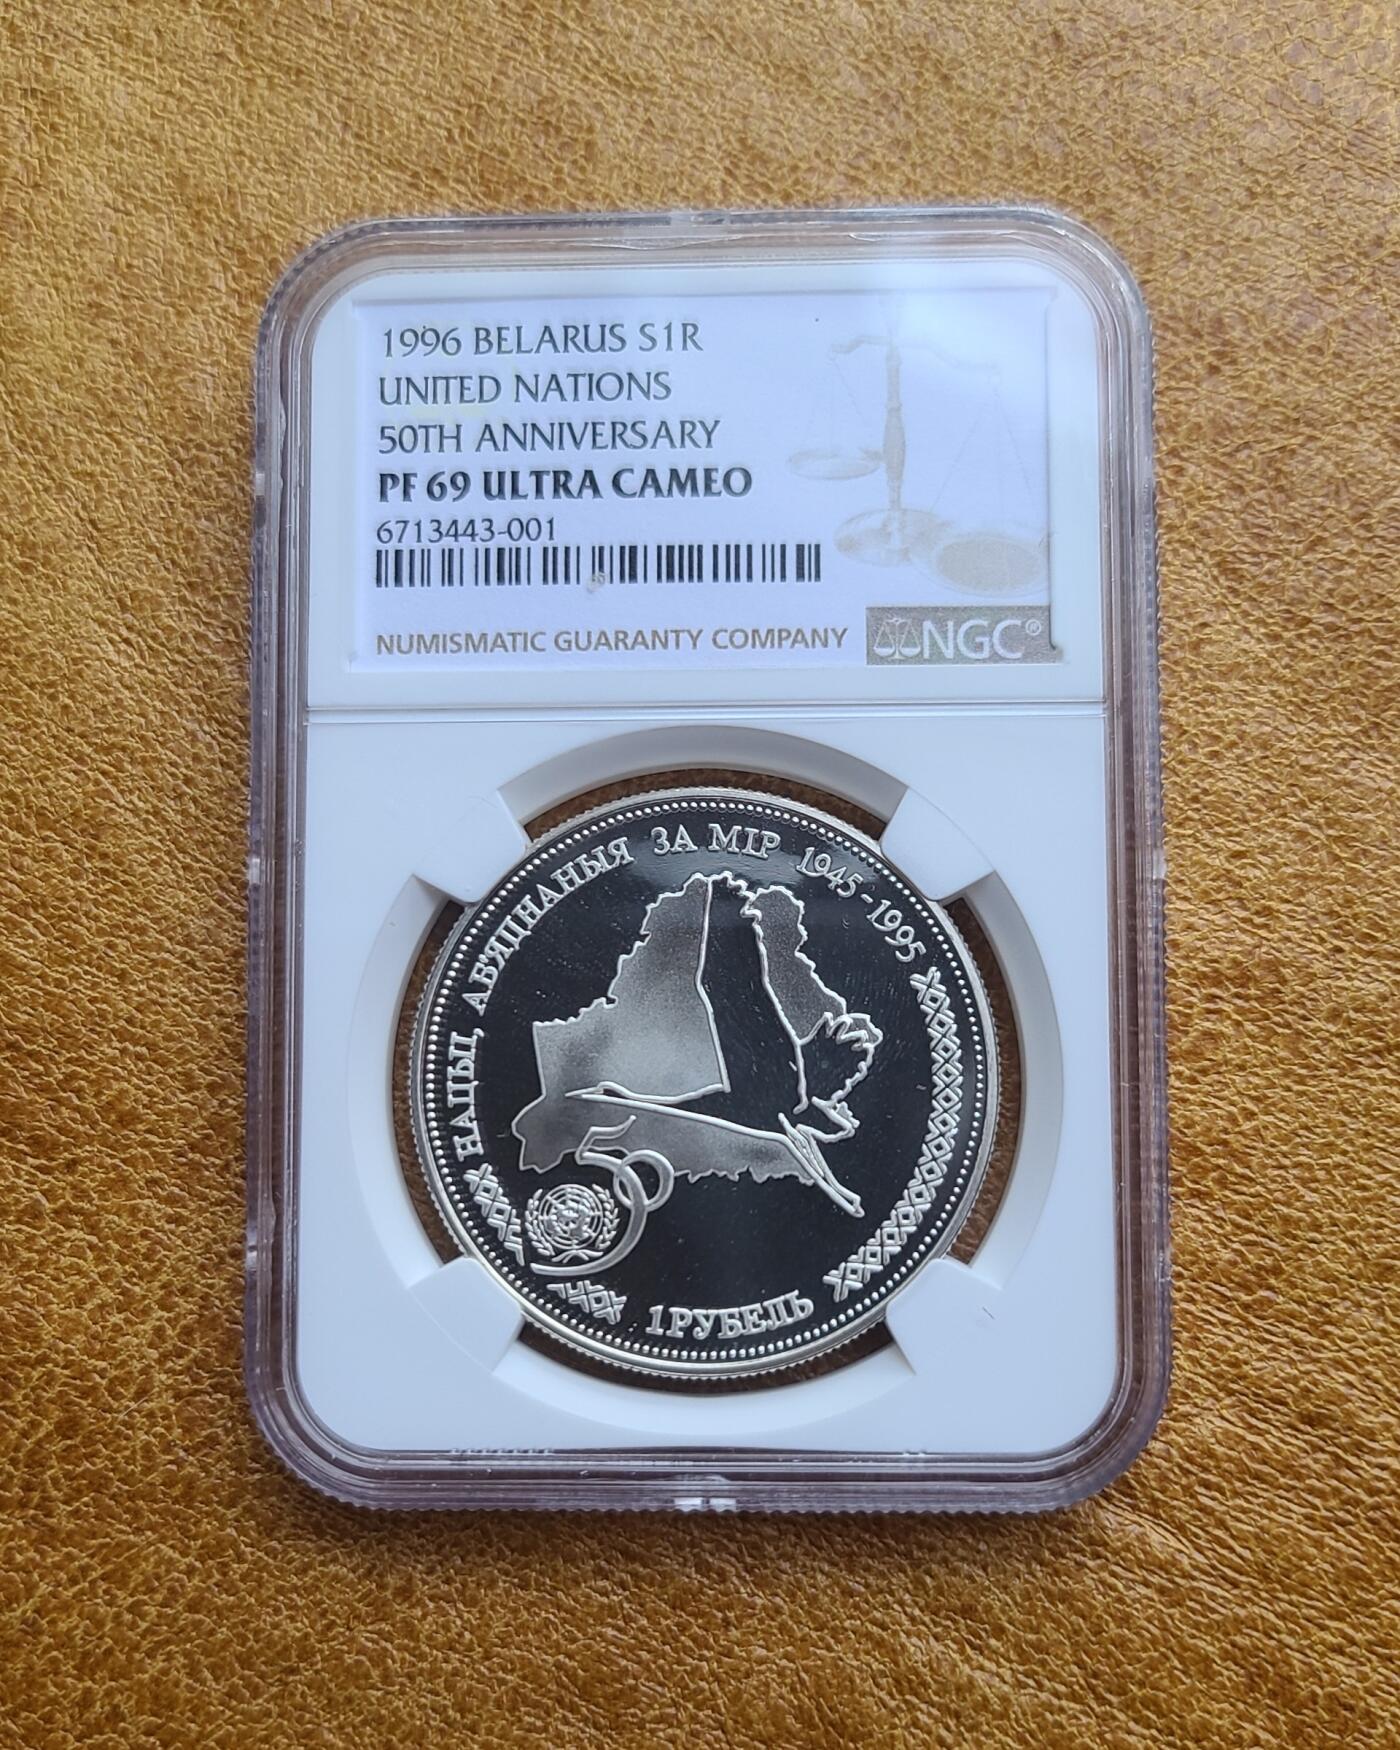 1996 BELARUS S1R
UNITED NATIONS
50TH ANNIVERSARY
PF 69 ULTRA CAMEO
6713443-001
NUMISMATIC GUARANTY COMPANY
NGC®
НАЦЫІ, АБ'ЯДНАНЫЯ ЗА МІР 1945-1995
50
1 РУБЕЛЬ